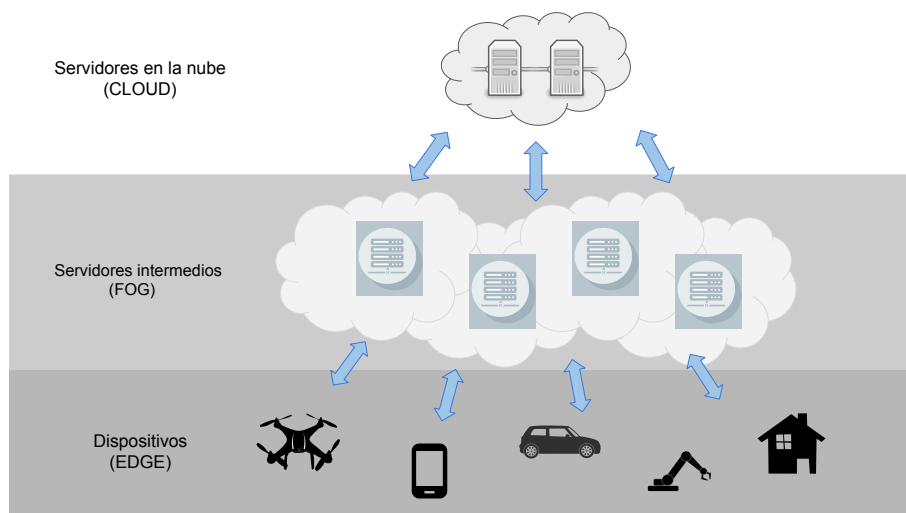 Servidores en la nube
(CLOUD)
Servidores intermedios
(FOG)
Dispositivos
(EDGE)